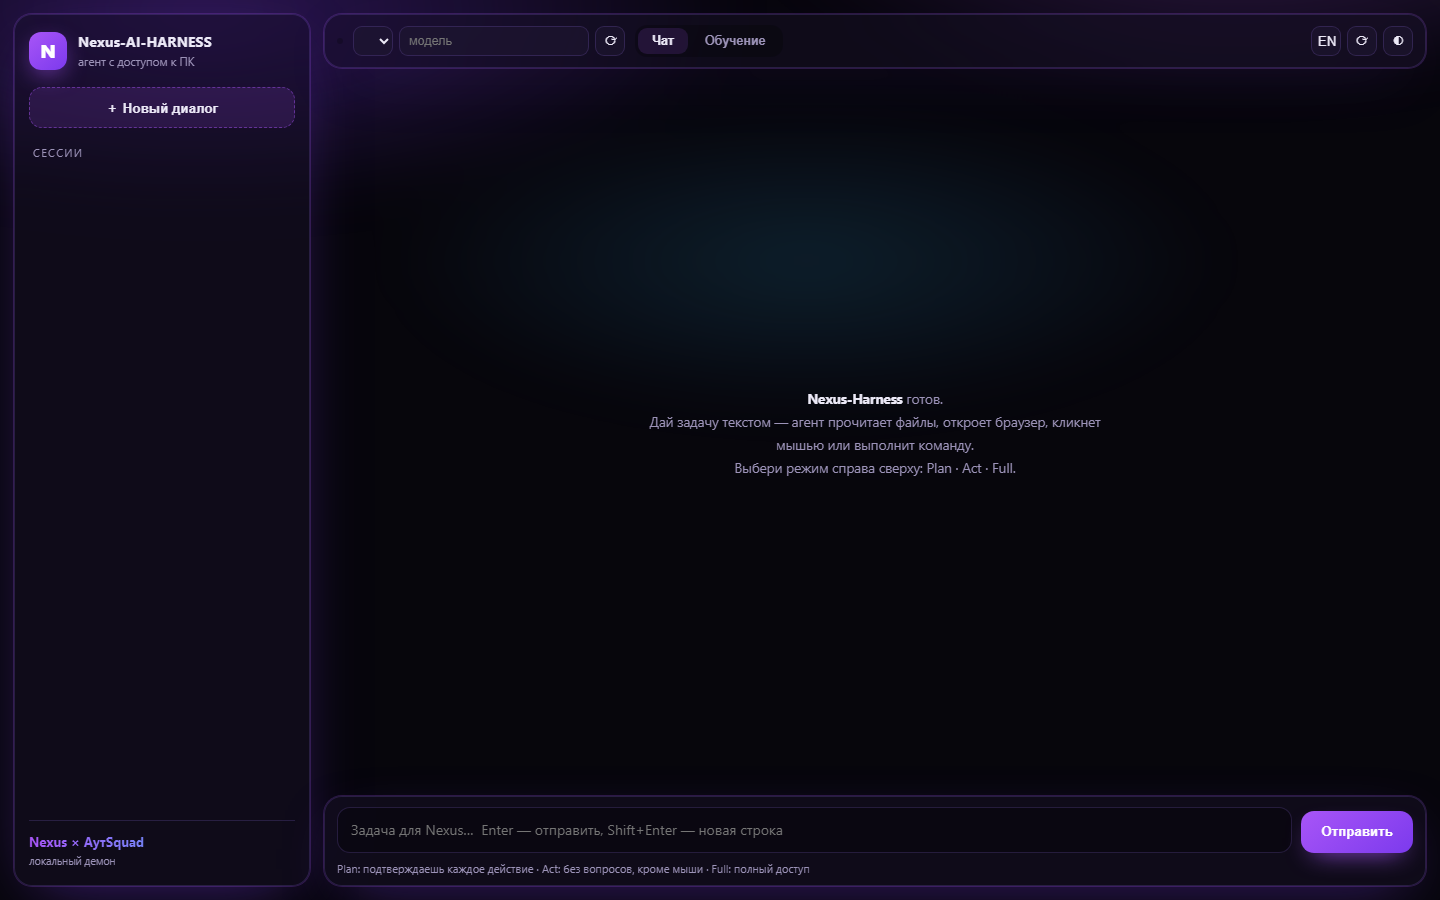 N
Nexus-AI-HARNESS
агент с доступом к ПК
+ Новый диалог
СЕССИИ
модель
Чат
Обучение
EN
Nexus-Harness готов.
Дай задачу текстом — агент прочитает файлы, откроет браузер, кликнет
мышью или выполнит команду.
Выбери режим справа сверху: Plan · Act · Full.
Задача для Nexus... Enter — отправить, Shift+Enter — новая строка
Отправить
Plan: подтверждаешь каждое действие · Act: без вопросов, кроме мыши · Full: полный доступ
Nexus × АутSquad
локальный демон